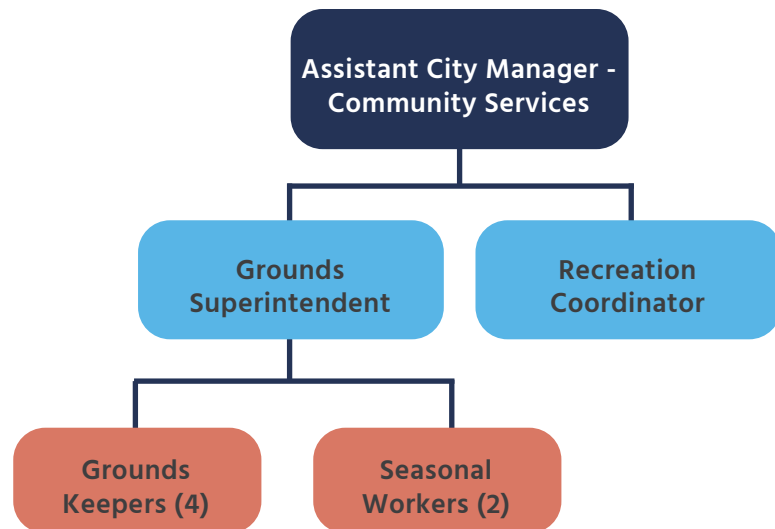 Assistant City Manager -
Community Services
Grounds
Superintendent
Recreation
Coordinator
Grounds
Keepers (4)
Seasonal
Workers (2)